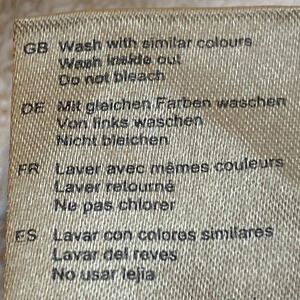 GB Wash with similar colours
Wash inside out
Do not bleach
DE Mit gleichen Farben waschen
Von links waschen
Nicht bleichen
FR Laver avec mêmes couleurs
Laver retourné
Ne pas chlorer
ES Lavar con colores similares
Lavar del reves
No usar lejia